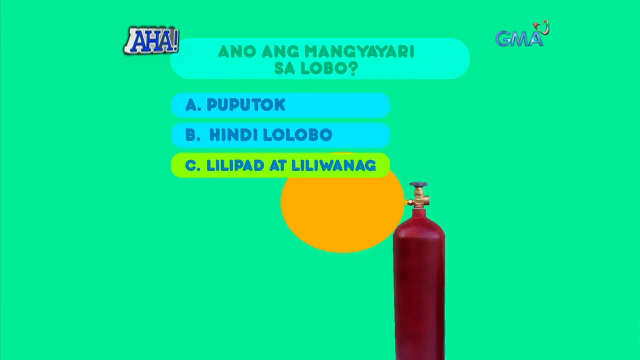 AHA!
GMA
ANO ANG MANGYAYARI
SA LOBO?
A. PUPUTOK
B. HINDI LOLOBO
C. LILIPAD AT LILIWANAG